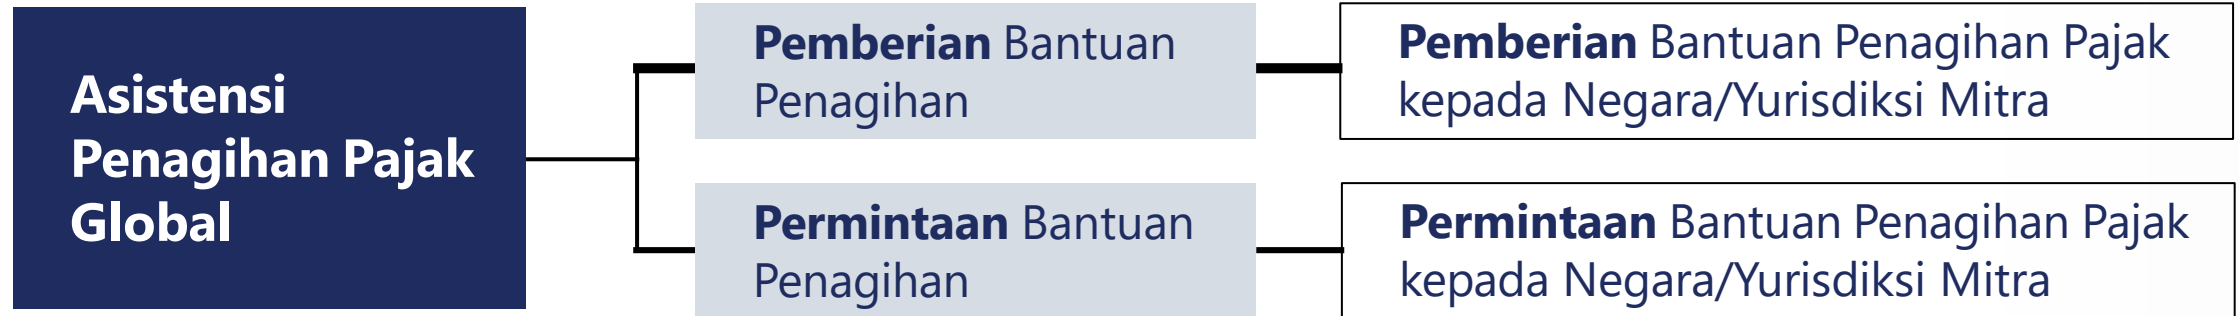 Asistensi
Penagihan Pajak
Global
Pemberian Bantuan
Penagihan
Pemberian Bantuan Penagihan Pajak
kepada Negara/Yurisdiksi Mitra
Permintaan Bantuan
Penagihan
Permintaan Bantuan Penagihan Pajak
kepada Negara/Yurisdiksi Mitra